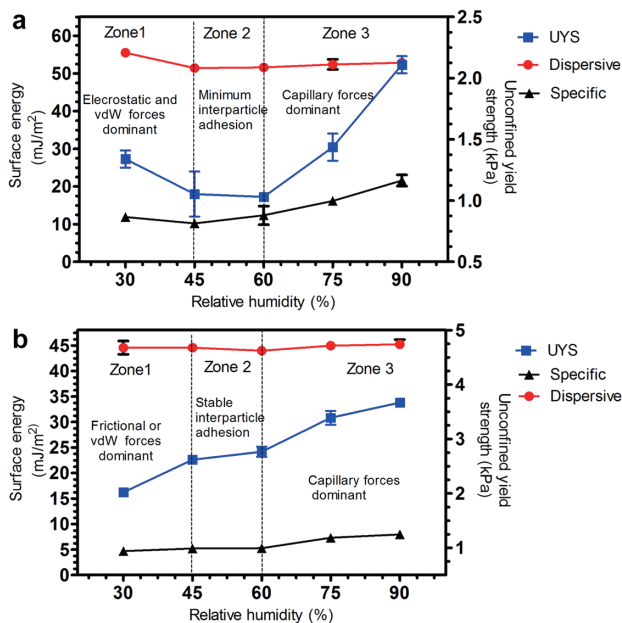 a
Zone1
Zone 2
Zone 3
60
50
40
30
20
10
0
Surface energy
(mJ/m²)
Elecrostatic and
vdW forces
dominant
Minimum
interparticle
adhesion
Capillary forces
dominant
2.5
2.0
1.5
1.0
0.5
Unconfined yield
strength (kPa)
UYS
Dispersive
Specific
30
45
60
75
90
Relative humidity (%)
b
Zone1
Zone 2
Zone 3
45
40
35
30
25
20
15
10
5
0
Surface energy
(mJ/m²)
Frictional or
vdW forces
dominant
Stable
interparticle
adhesion
Capillary forces
dominant
5
4
3
2
1
Unconfined yield
strength (kPa)
UYS
Specific
Dispersive
30
45
60
75
90
Relative humidity (%)